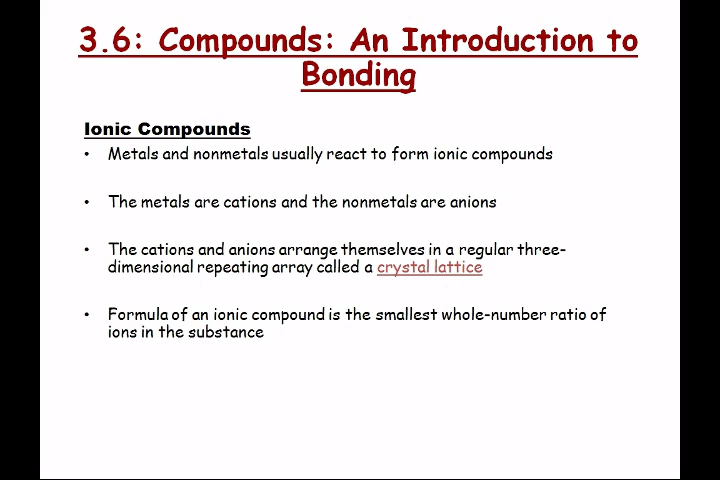 3.6: Compounds: An Introduction to
Bonding
Ionic Compounds
• Metals and nonmetals usually react to form ionic compounds
• The metals are cations and the nonmetals are anions
• The cations and anions arrange themselves in a regular three-
dimensional repeating array called a crystal lattice
• Formula of an ionic compound is the smallest whole-number ratio of
ions in the substance